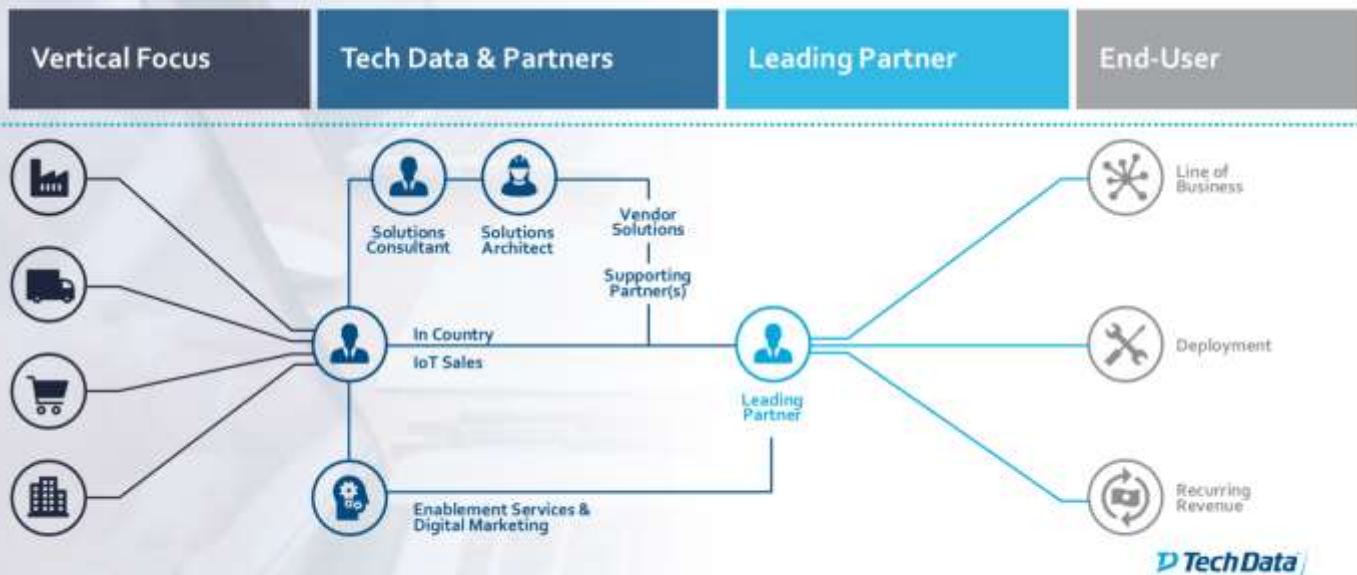 Vertical Focus
Tech Data & Partners
Leading Partner
End-User
Solutions
Consultant
Solutions
Architect
Vendor
Solutions
Supporting
Partner(s)
In Country
IoT Sales
Leading
Partner
Enablement Services &
Digital Marketing
Line of
Business
Deployment
Recurring
Revenue
Tech Data